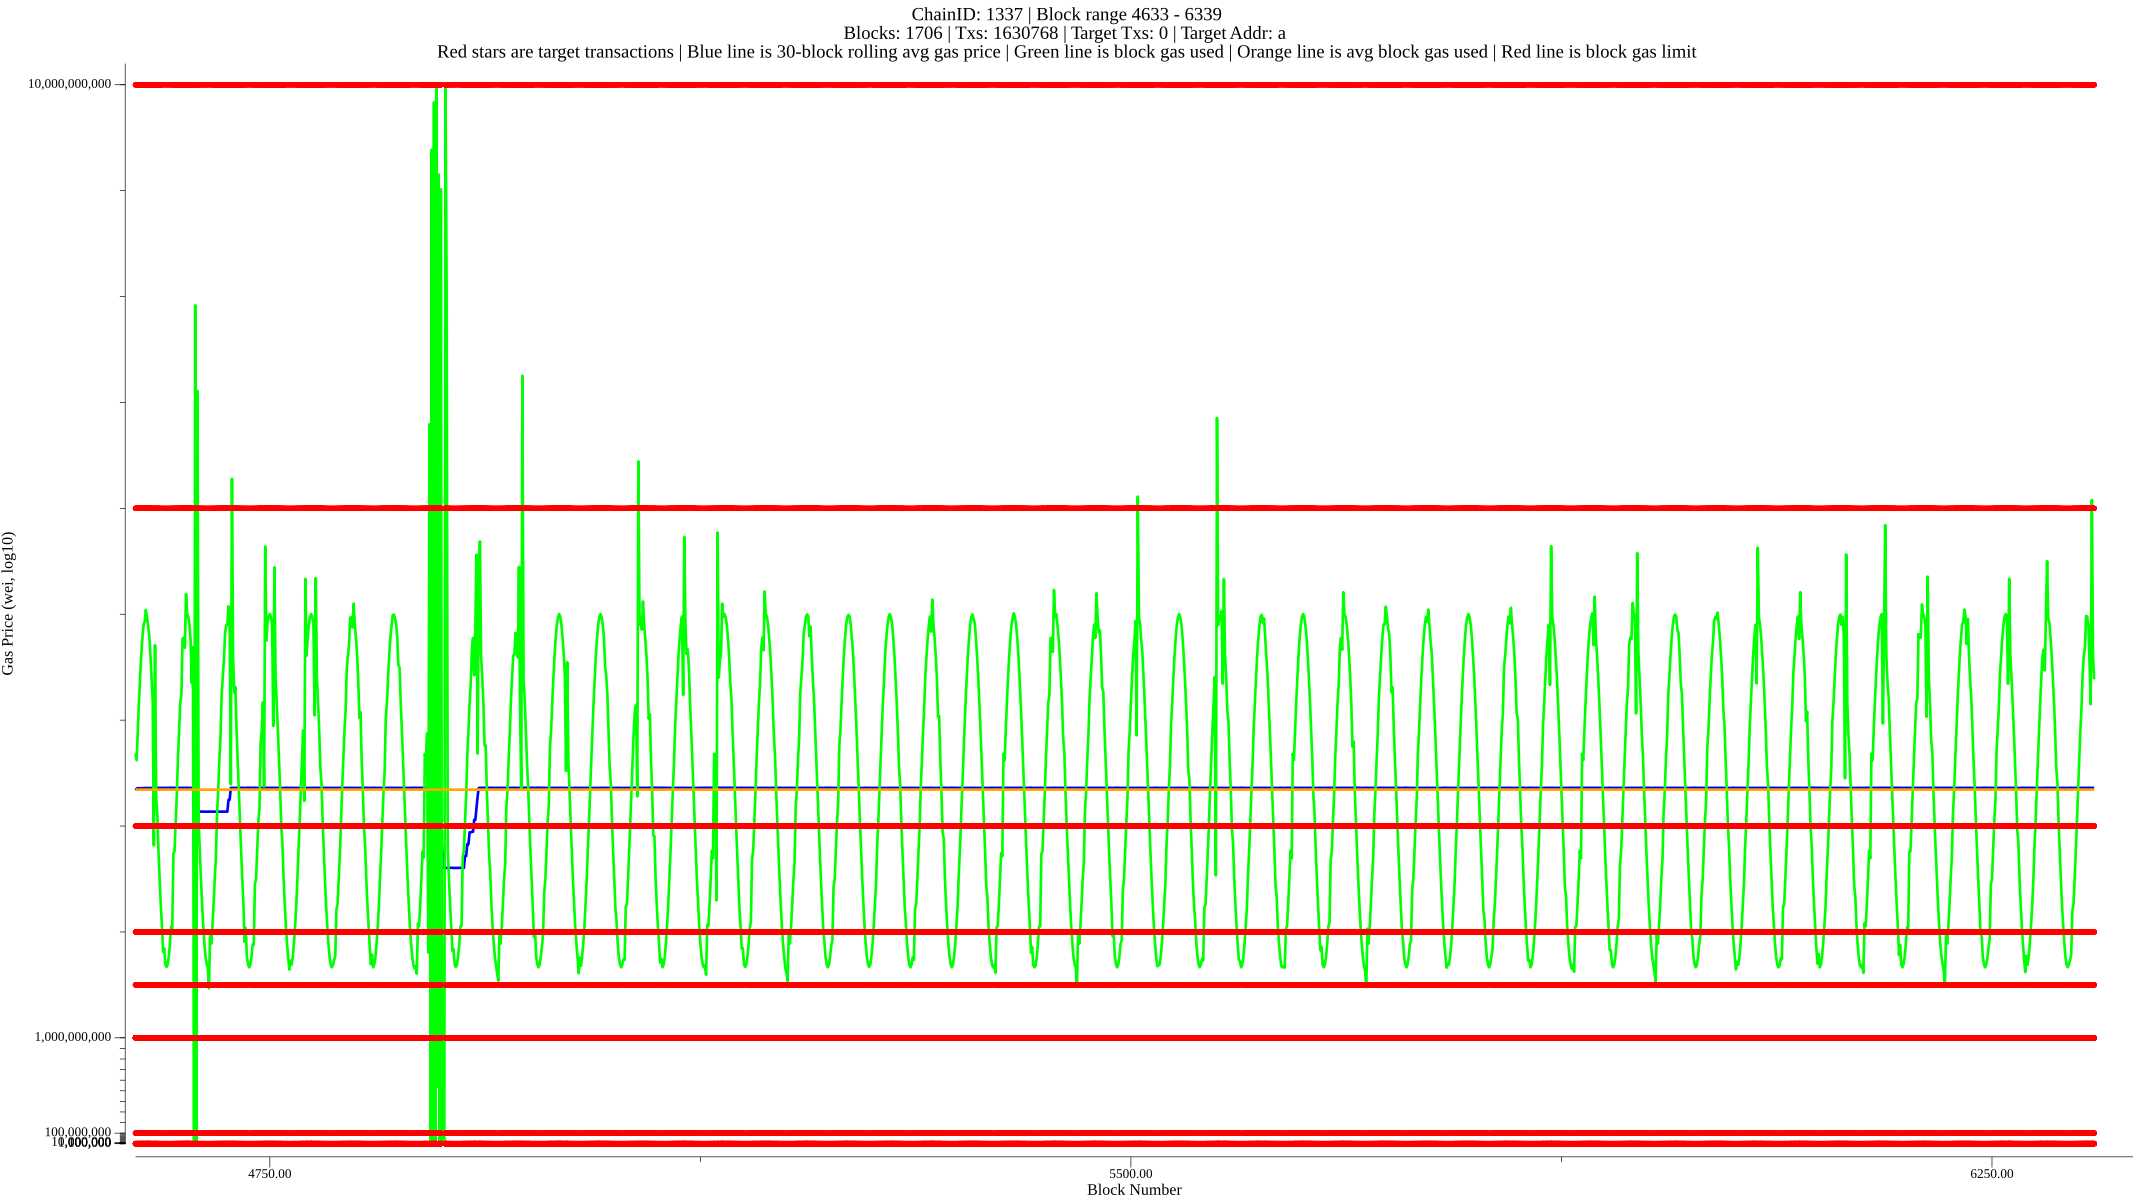 ChainID: 1337 | Block range 4633 - 6339
Blocks: 1706 | Txs: 1630768 | Target Txs: 0 | Target Addr: a
Red stars are target transactions | Blue line is 30-block rolling avg gas price | Green line is block gas used | Orange line is avg block gas used | Red line is block gas limit
10,000,000,000
Gas Price (wei, log10)
1,000,000,000
100,000,000
4750.00
5500.00
6250.00
Block Number